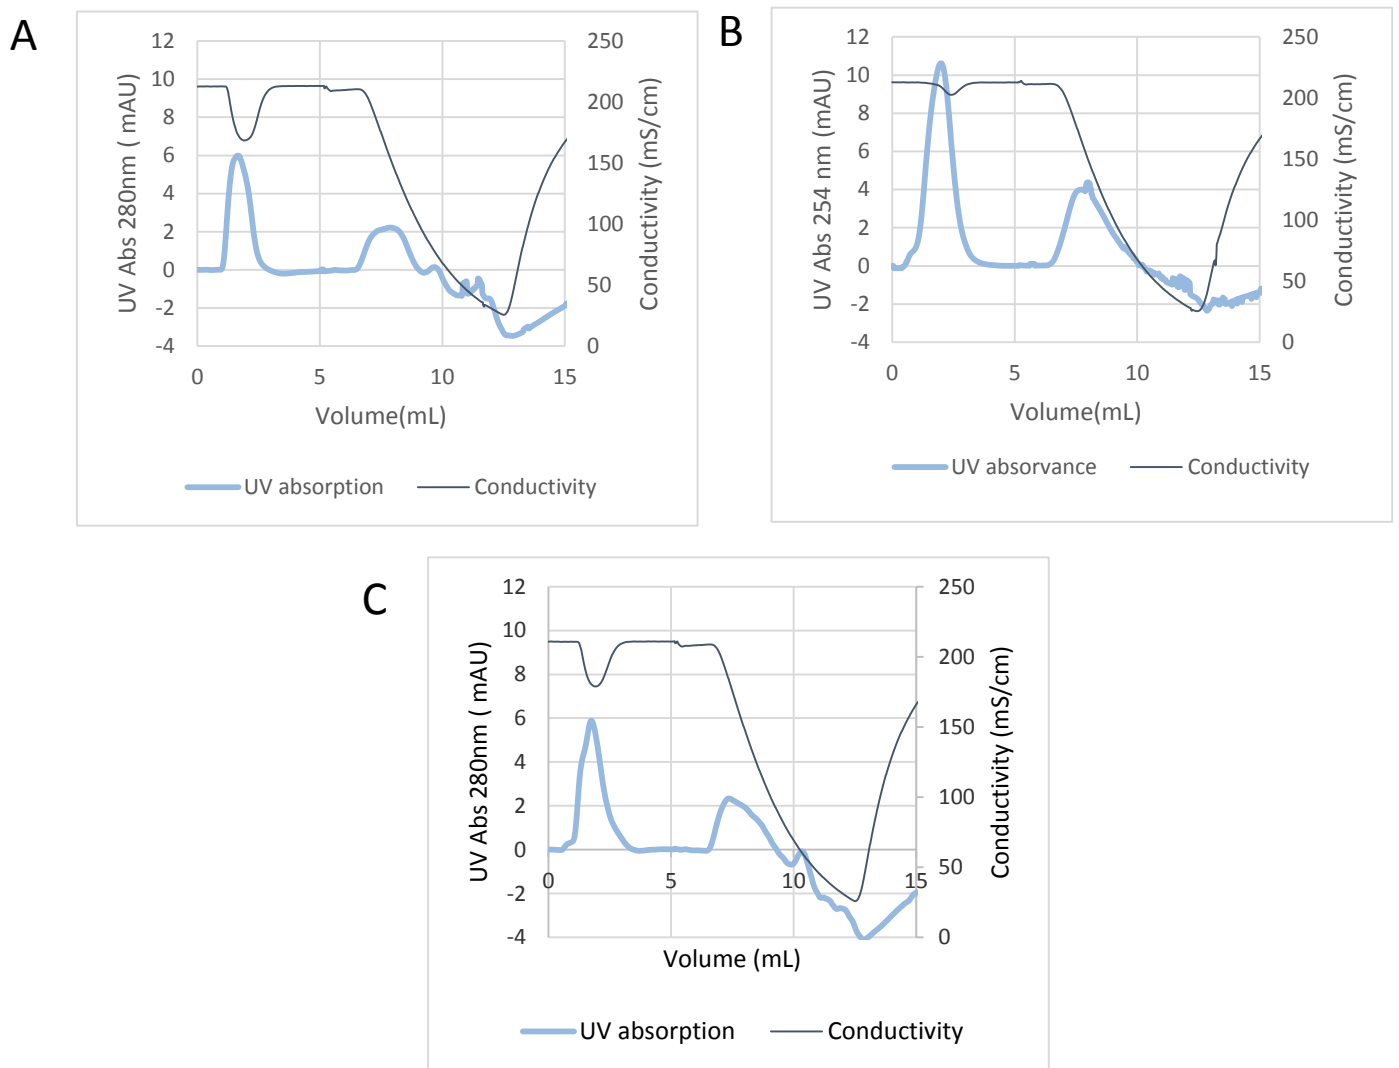 A
UV Abs 280nm ( mAU)
12
10
8
6
4
2
0
-2
-4
250
200
150
100
50
0
Conductivity (mS/cm)
0 5 10 15
Volume(mL)
UV absorption Conductivity
B
UV Abs 254 nm (mAU)
12
10
8
6
4
2
0
-2
-4
250
200
150
100
50
0
Conductivity (mS/cm)
0 5 10 15
Volume(mL)
UV absorvance Conductivity
C
UV Abs 280nm ( mAU)
12
10
8
6
4
2
0
-2
-4
250
200
150
100
50
0
Conductivity (mS/cm)
0 5 10 15
Volume (mL)
UV absorption Conductivity